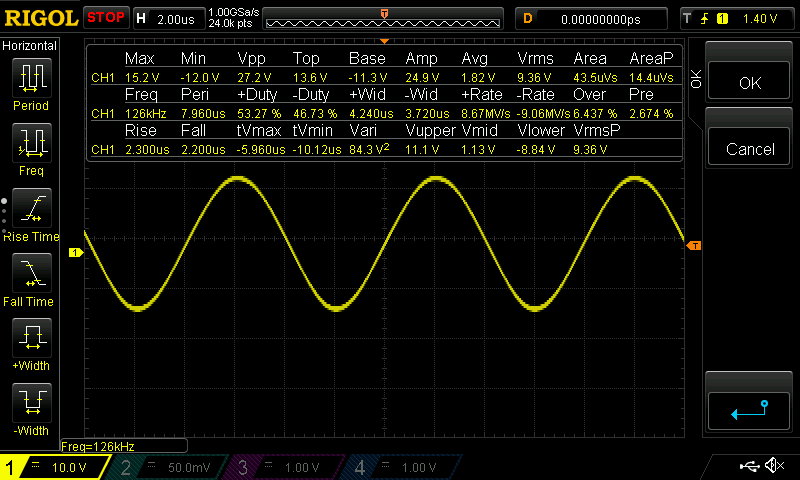 RIGOL STOP H 2.00us 1.00GSa/s 24.0k pts T D 0.00000000ps T 1 1.40 V
Horizontal
Period
Freq
Rise Time
Fall Time
+Width
-Width
Max Min Vpp Top Base Amp Avg Vrms Area AreaP
CH1 15.2 V -12.0 V 27.2 V 13.6 V -11.3 V 24.9 V 1.82 V 9.36 V 43.5uVs 14.4uVs
Freq Peri +Duty -Duty +Wid -Wid +Rate -Rate Over Pre
CH1 126kHz 7.960us 53.27 % 46.73 % 4.240us 3.720us 8.67MV/s -9.06MV/s 6.437 % 2.674 %
Rise Fall tVmax tVmin Vari Vupper Vmid Vlower VrmsP
CH1 2.300us 2.200us -5.960us -10.12us 84.3 V² 11.1 V 1.13 V -8.84 V 9.36 V
1
T
OK
OK
Cancel
Freq=126kHz
1 = 10.0 V 2 = 50.0mV 3 = 1.00 V 4 = 1.00 V